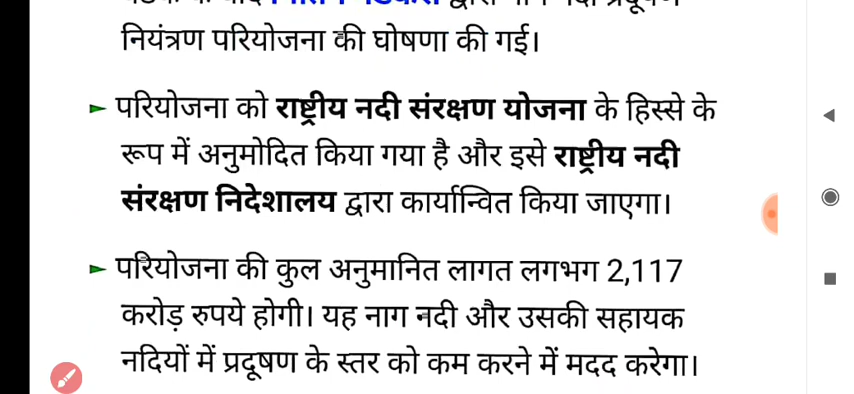 नियंत्रण परियोजना की घोषणा की गई।
परियोजना को राष्ट्रीय नदी संरक्षण योजना के हिस्से के
रूप में अनुमोदित किया गया है और इसे राष्ट्रीय नदी
संरक्षण निदेशालय द्वारा कार्यान्वित किया जाएगा।
परियोजना की कुल अनुमानित लागत लगभग 2,117
करोड़ रुपये होगी। यह नाग नदी और उसकी सहायक
नदियों में प्रदूषण के स्तर को कम करने में मदद करेगा।